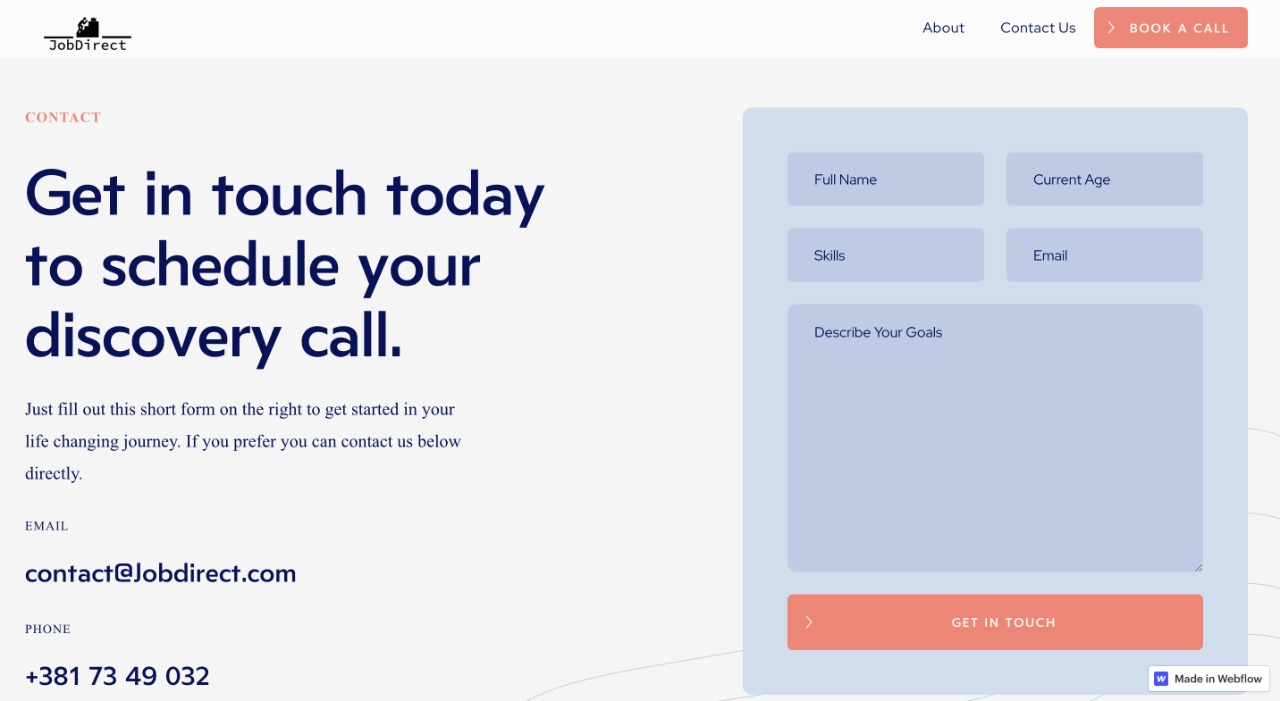 JobDirect
About
Contact Us
BOOK A CALL
CONTACT
Get in touch today
to schedule your
discovery call.
Just fill out this short form on the right to get started in your
life changing journey. If you prefer you can contact us below
directly.
EMAIL
contact@Jobdirect.com
PHONE
+381 73 49 032
Full Name
Current Age
Skills
Email
Describe Your Goals
GET IN TOUCH
Made in Webflow